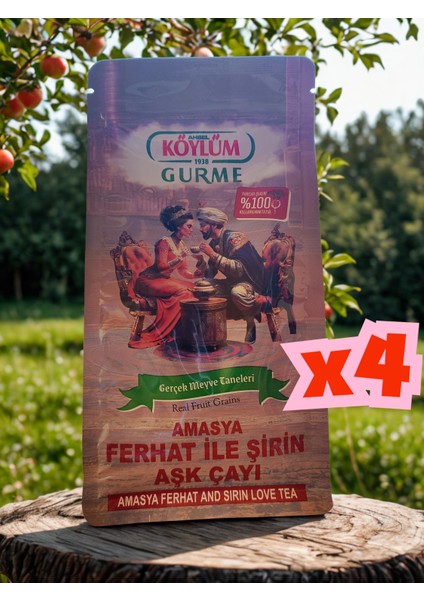 AHSEL
KÖYLÜM
1938
GURME
%100
Gerçek Meyve Taneleri
Real Fruit Grains
x4
AMASYA
FERHAT İLE ŞİRİN
AŞK ÇAYI
AMASYA FERHAT AND SIRIN LOVE TEA